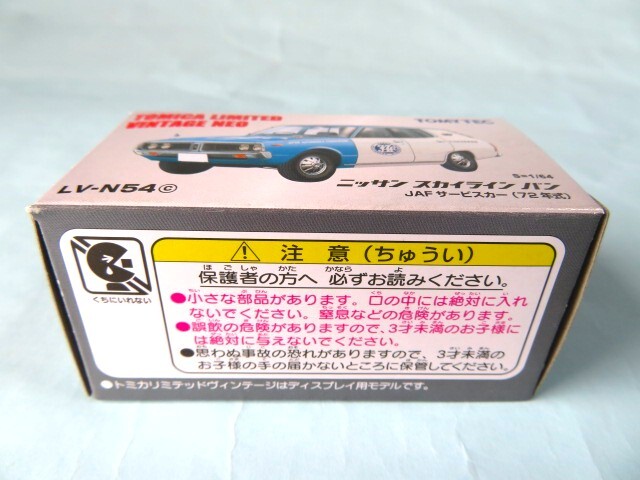 TOMICA LIMITED
VINTAGE NEO
TOMYTEC
LV-N54ⓒ
S=1/64
ニッサン スカイライン バン
JAFサービスカー(72年式)
くちにいれない
注意(ちゅうい)
ほごしゃ かた かなら よ
保護者の方へ 必ずお読みください。
●小さな部品があります。口の中には絶対に入れ
ないでください。窒息などの危険があります。
●誤飲の危険がありますので、3才未満のお子様に
は絶対に与えないでください。
●思わぬ事故の恐れがありますので、3才未満の
お子様の手の届かないところに保管してください。
●トミカリミテッドヴィンテージはディスプレイ用モデルです。